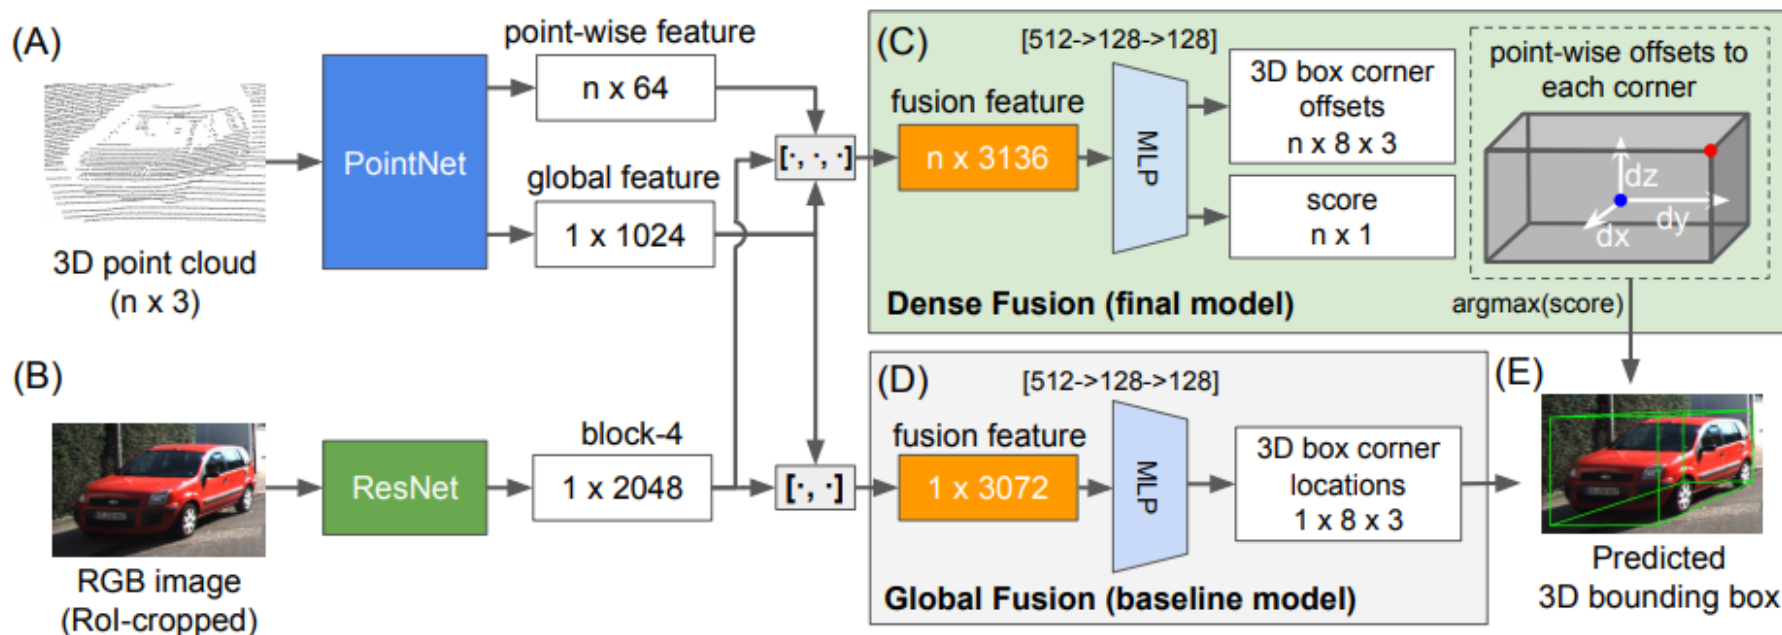 (A)
3D point cloud
(n x 3)
PointNet
point-wise feature
n x 64
global feature
1 x 1024
[·, ·, ·]
(B)
RGB image
(RoI-cropped)
ResNet
block-4
1 x 2048
[·, ·]
(C)
[512->128->128]
fusion feature
n x 3136
MLP
3D box corner
offsets
n x 8 x 3
score
n x 1
point-wise offsets to
each corner
dz
dy
dx
Dense Fusion (final model)
argmax(score)
(D)
[512->128->128]
fusion feature
1 x 3072
MLP
3D box corner
locations
1 x 8 x 3
Global Fusion (baseline model)
(E)
Predicted
3D bounding box